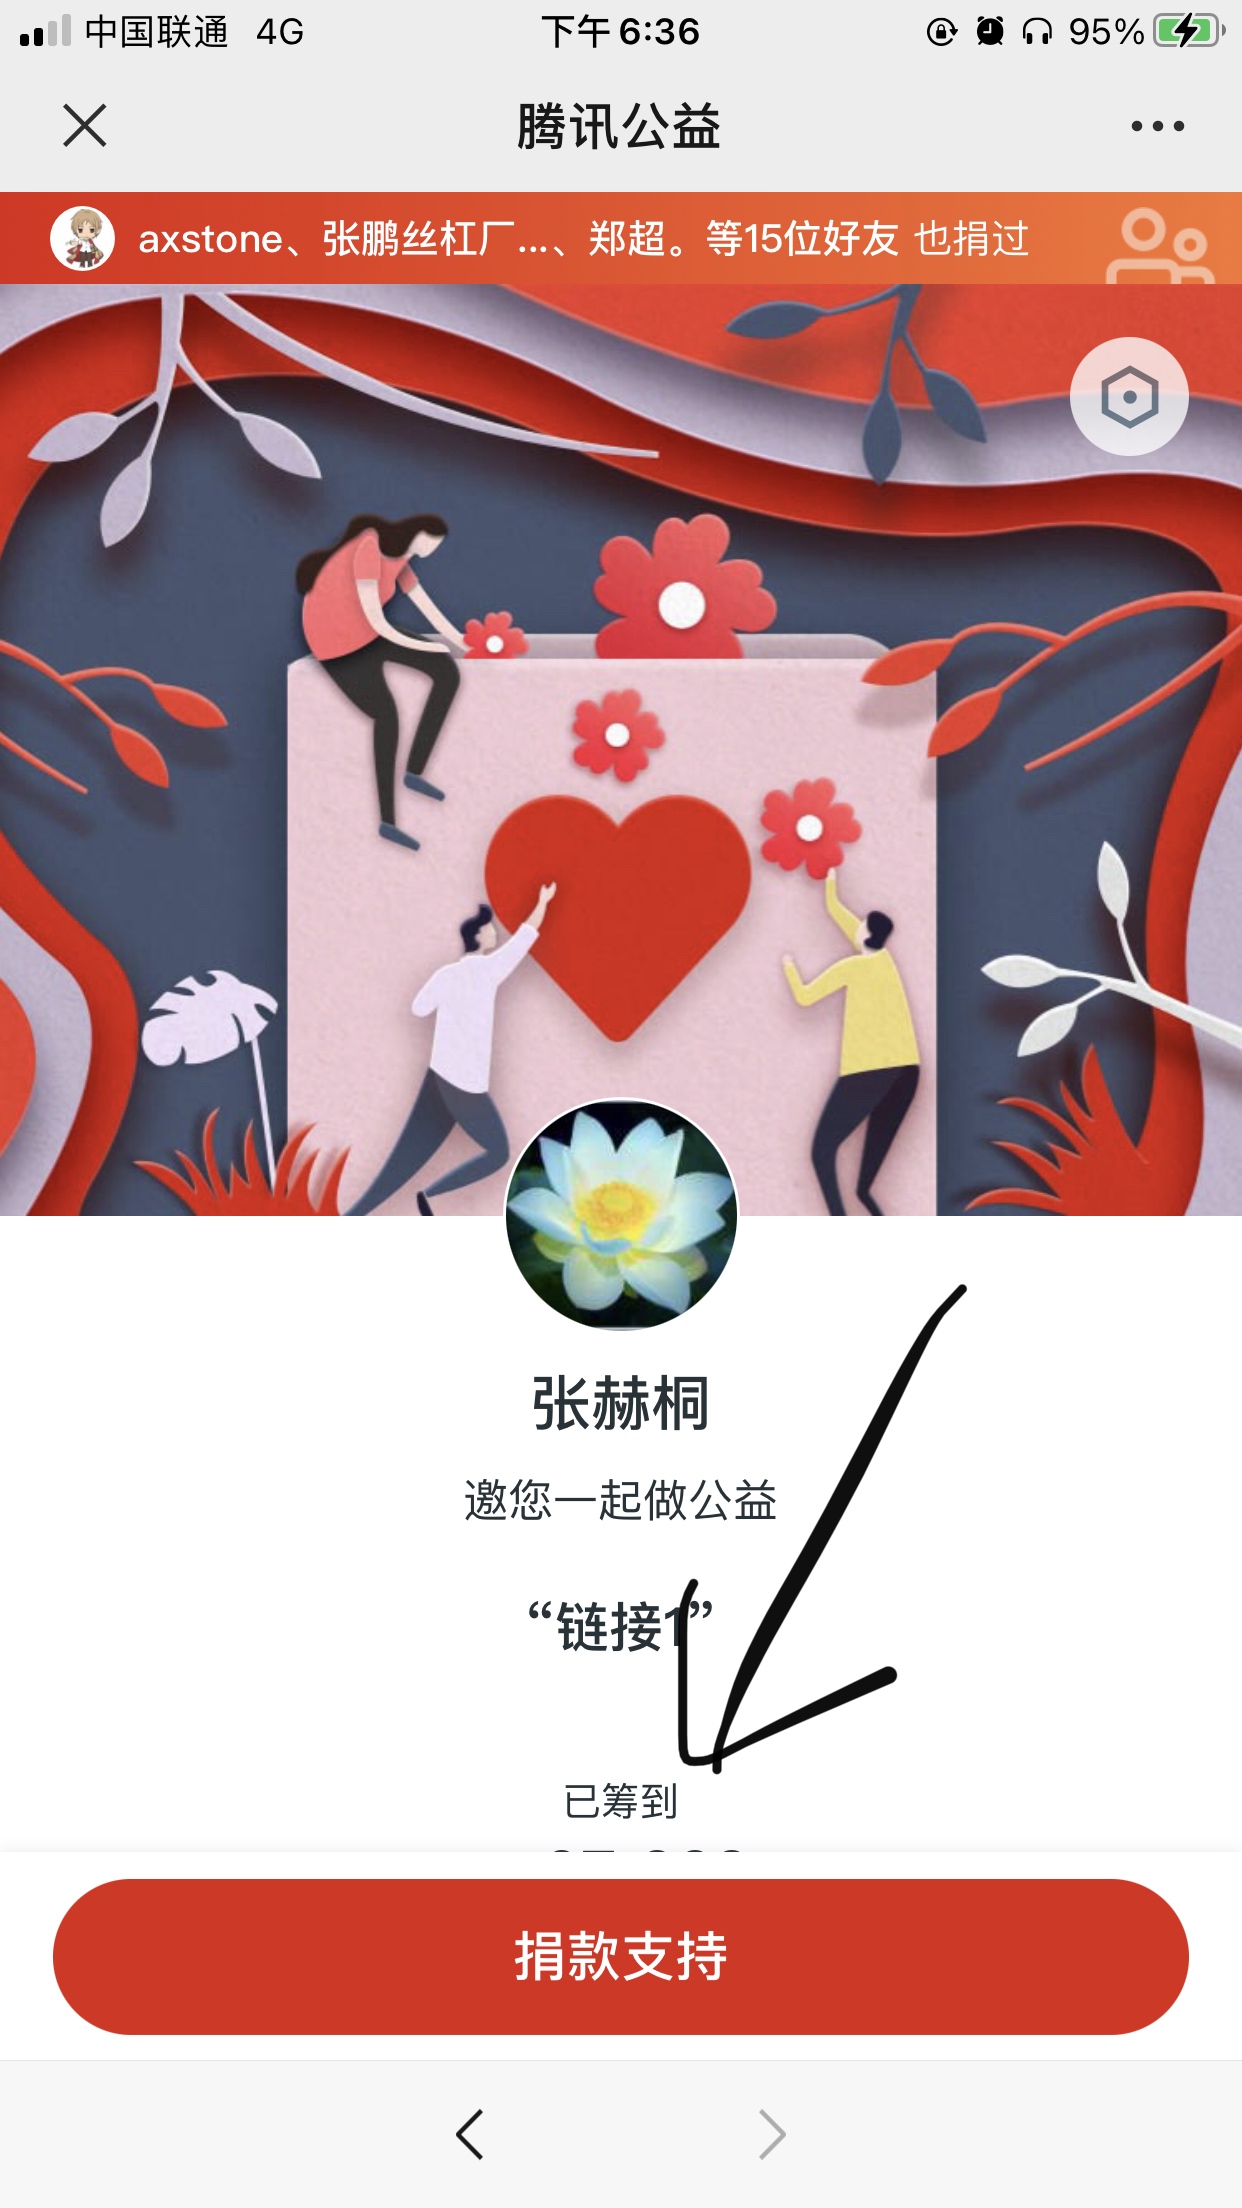 中国联通 4G 下午6:36 95%
腾讯公益
axstone、张鹏丝杠厂...、郑超。等15位好友 也捐过
张赫桐
邀您一起做公益
“链接1”
已筹到
捐款支持